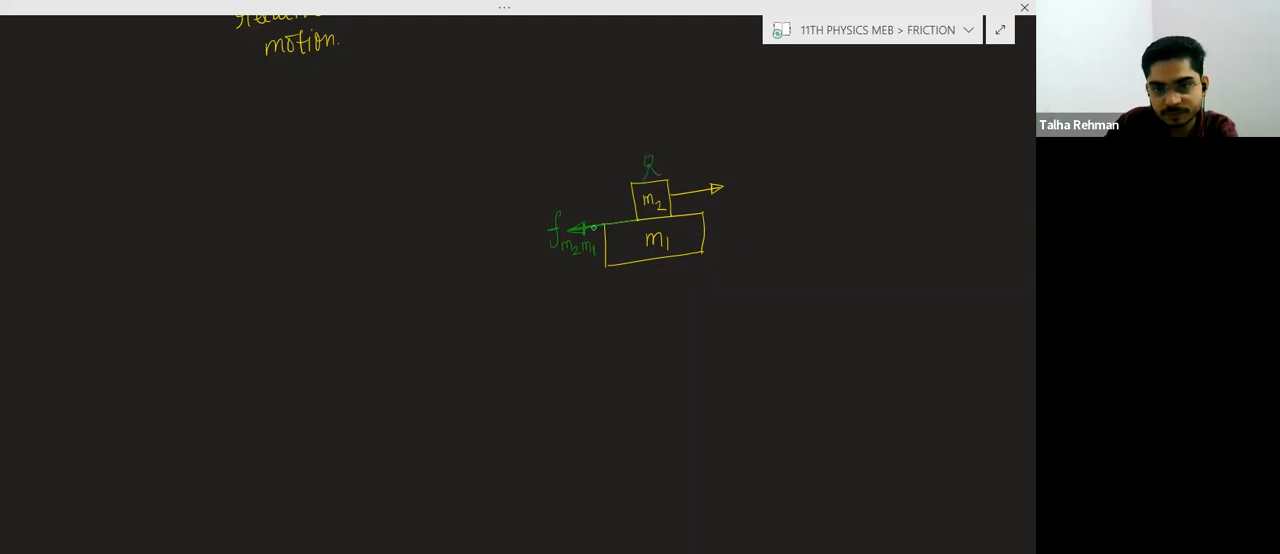 motion.
11TH PHYSICS MEB > FRICTION
Talha Rehman
m2
f m2m1
m1